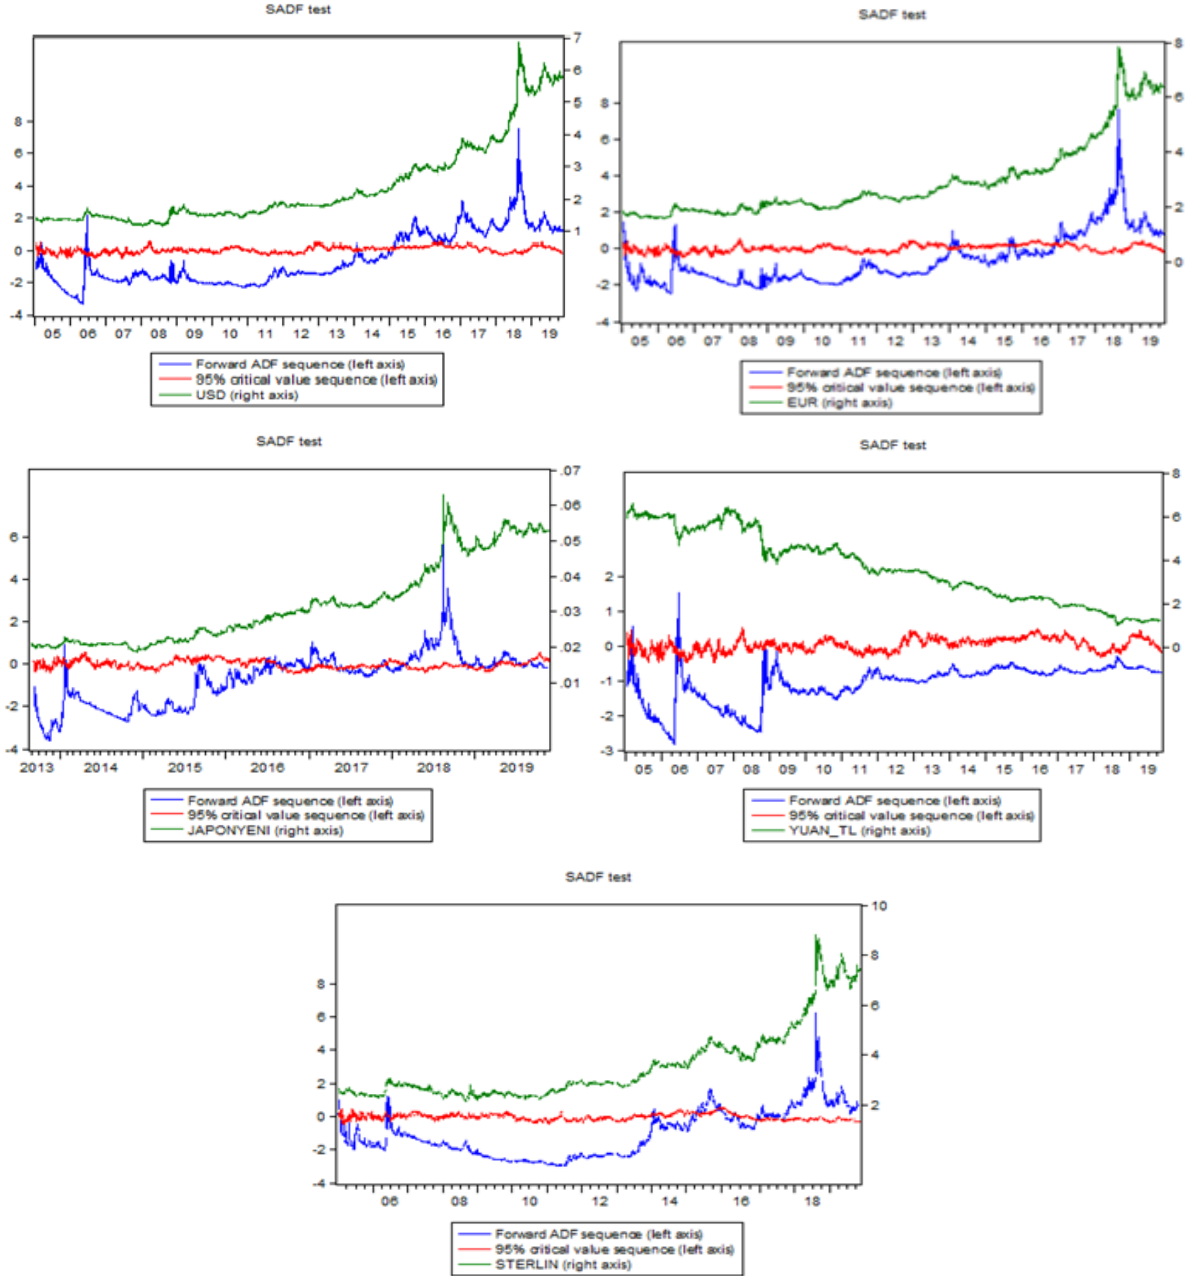 SADF test
7
6
5
4
3
2
1
8
6
4
2
0
-2
-4
05 06 07 08 09 10 11 12 13 14 15 16 17 18 19
Forward ADF sequence (left axis)
95% critical value sequence (left axis)
USD (right axis)
SADF test
8
6
4
2
0
8
6
4
2
0
-2
-4
05 06 07 08 09 10 11 12 13 14 15 16 17 18 19
Forward ADF sequence (left axis)
95% critical value sequence (left axis)
EUR (right axis)
SADF test
.07
.06
.05
.04
.03
.02
.01
6
4
2
0
-2
-4
2013 2014 2015 2016 2017 2018 2019
Forward ADF sequence (left axis)
95% critical value sequence (left axis)
JAPONYENI (right axis)
SADF test
8
6
4
2
0
2
1
0
-1
-2
-3
05 06 07 08 09 10 11 12 13 14 15 16 17 18 19
Forward ADF sequence (left axis)
95% critical value sequence (left axis)
YUAN_TL (right axis)
SADF test
10
8
6
4
2
8
6
4
2
0
-2
-4
06 08 10 12 14 16 18
Forward ADF sequence (left axis)
95% critical value sequence (left axis)
STERLIN (right axis)